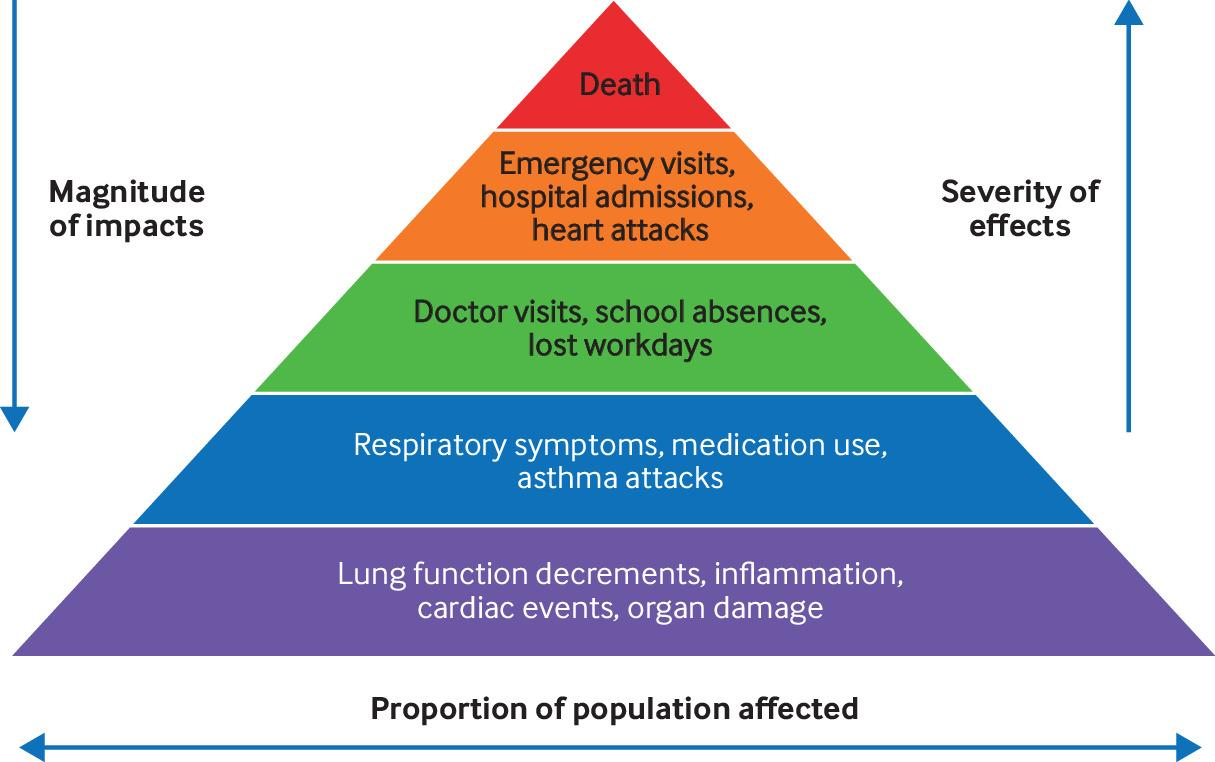 Death
Emergency visits,
hospital admissions,
heart attacks
Magnitude
of impacts
Severity of
effects
Doctor visits, school absences,
lost workdays
Respiratory symptoms, medication use,
asthma attacks
Lung function decrements, inflammation,
cardiac events, organ damage
Proportion of population affected